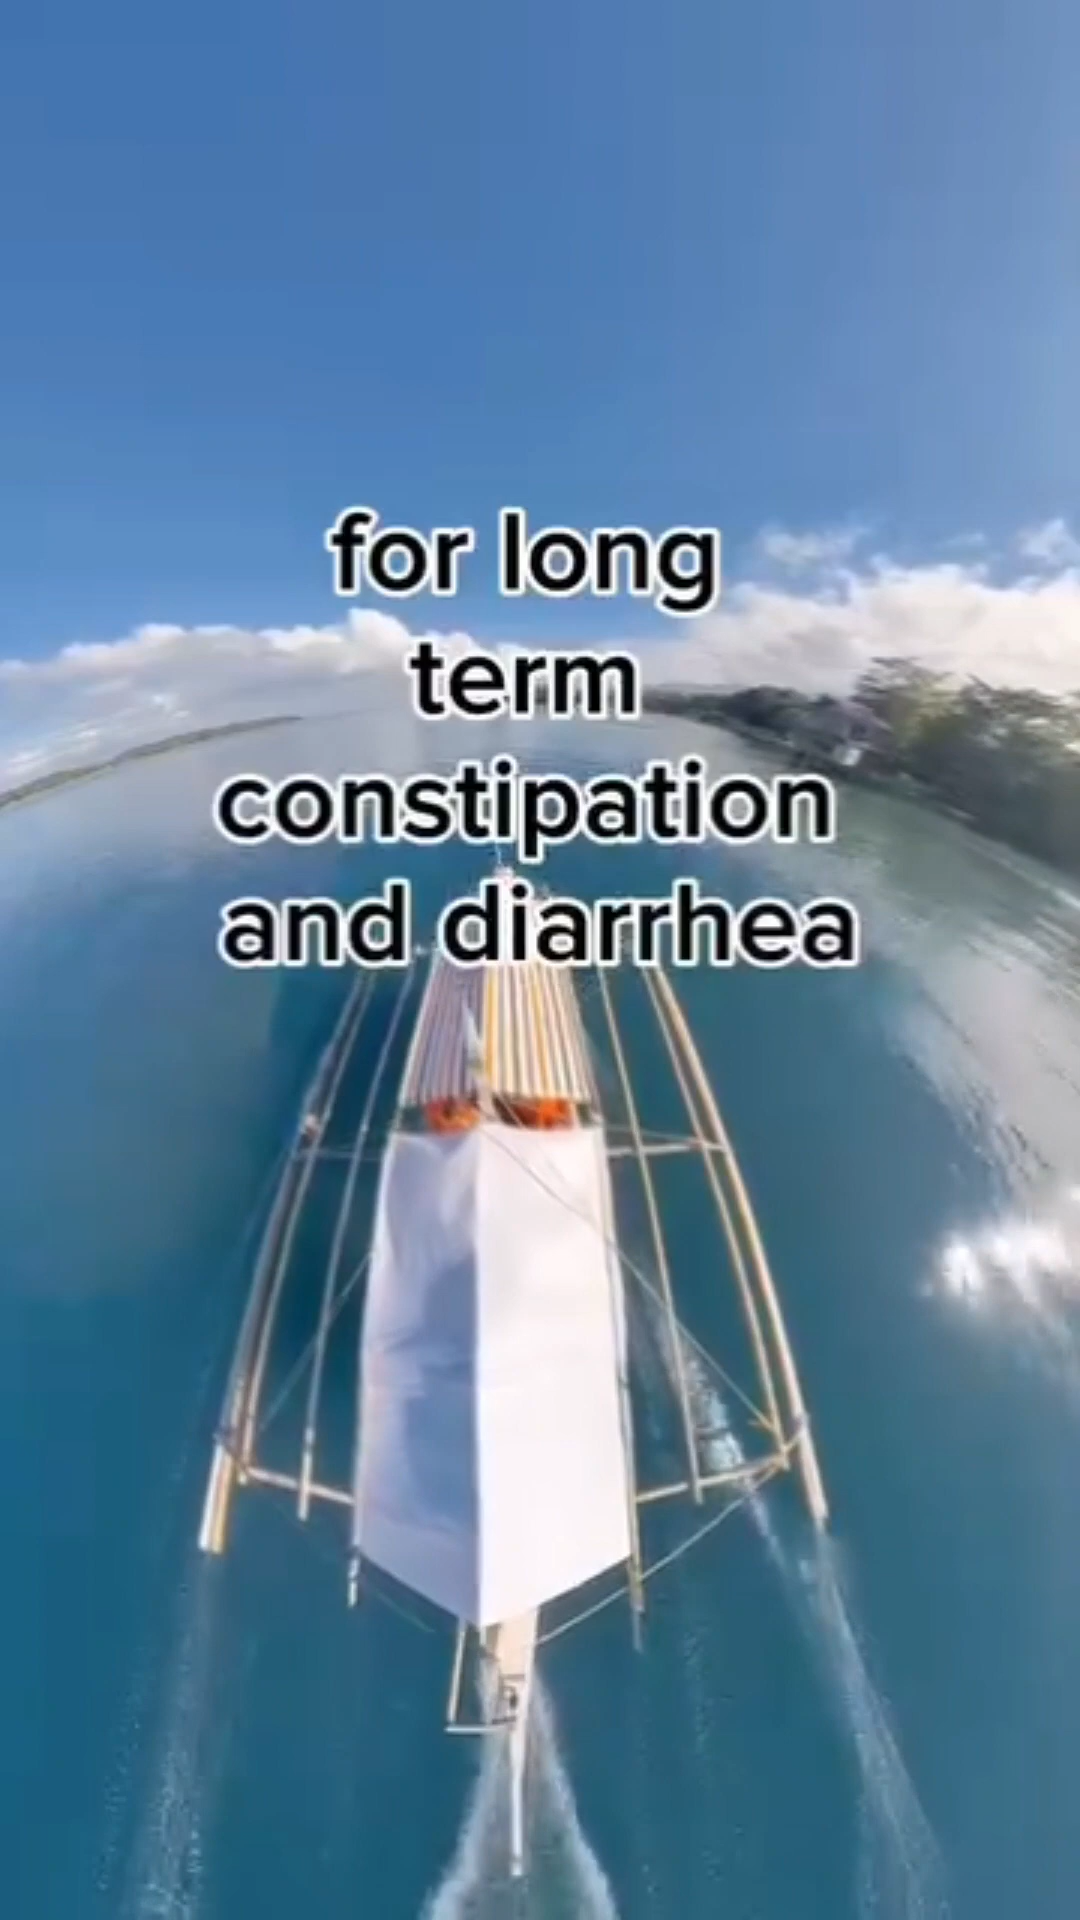 for long
term
constipation
and diarrhea